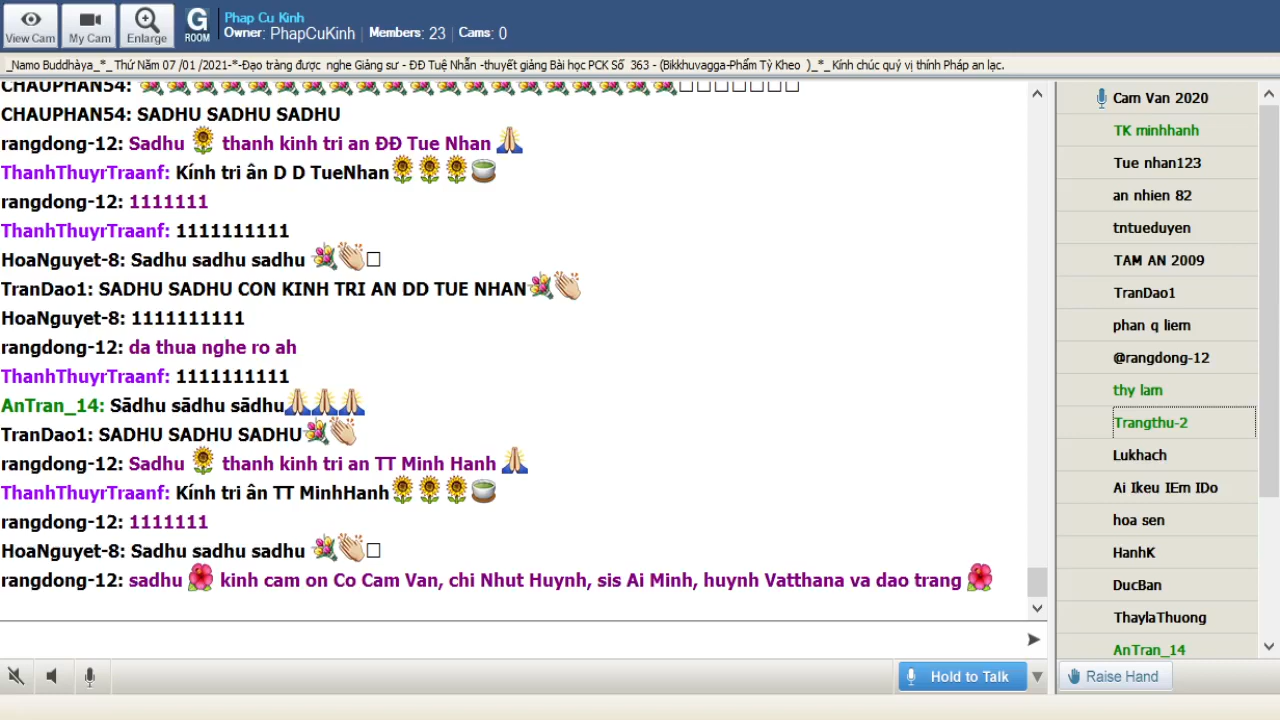 View Cam
My Cam
Enlarge
G
ROOM
Phap Cu Kinh
Owner: PhapCuKinh | Members: 23 | Cams: 0
_Namo Buddhàya_*_ Thứ Năm 07 /01 /2021-*-Đạo tràng được nghe Giảng sư - ĐĐ Tuệ Nhẫn -thuyết giảng Bài học PCK Số 363 - (Bikkhuvagga-Phẩm Tỳ Kheo )_*_Kính chúc quý vị thính Pháp an lạc.
CHAUPHAN54:
CHAUPHAN54: SADHU SADHU SADHU
rangdong-12: Sadhu 🌻 thanh kinh tri an ĐĐ Tue Nhan 🙏
ThanhThuyrTraanf: Kính tri ân D D TueNhan🌻🌻🌻🍵
rangdong-12: 1111111
ThanhThuyrTraanf: 1111111111
HoaNguyet-8: Sadhu sadhu sadhu 💐👏□
TranDao1: SADHU SADHU CON KINH TRI AN DD TUE NHAN💐👏
HoaNguyet-8: 1111111111
rangdong-12: da thua nghe ro ah
ThanhThuyrTraanf: 1111111111
AnTran_14: Sādhu sādhu sādhu🙏🙏🙏
TranDao1: SADHU SADHU SADHU💐👏
rangdong-12: Sadhu 🌻 thanh kinh tri an TT Minh Hanh 🙏
ThanhThuyrTraanf: Kính tri ân TT MinhHanh🌻🌻🌻🍵
rangdong-12: 1111111
HoaNguyet-8: Sadhu sadhu sadhu 💐👏□
rangdong-12: sadhu 🌺 kinh cam on Co Cam Van, chi Nhut Huynh, sis Ai Minh, huynh Vatthana va dao trang 🌺
Hold to Talk
Cam Van 2020
TK minhhanh
Tue nhan123
an nhien 82
tntueduyen
TAM AN 2009
TranDao1
phan q liem
@rangdong-12
thy lam
Trangthu-2
Lukhach
Ai Ikeu IEm IDo
hoa sen
HanhK
DucBan
ThaylaThuong
AnTran_14
Raise Hand